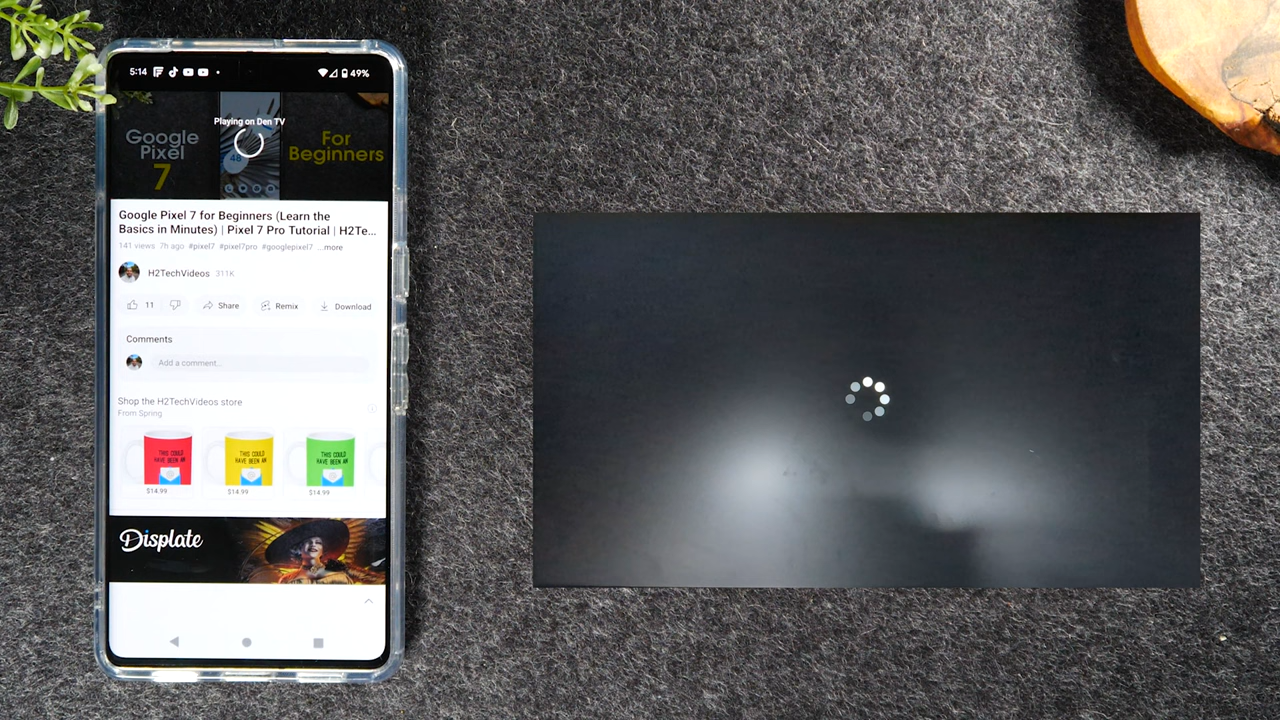 5:14
49%
Playing on Den TV
Google
Pixel
7
48
For
Beginners
Google Pixel 7 for Beginners (Learn the
Basics in Minutes) | Pixel 7 Pro Tutorial | H2Te...
141 views 7h ago #pixel7 #pixel7pro #googlepixel7 ...more
H2TechVideos 311K
11 Share Remix Download
Comments
Add a comment...
Shop the H2TechVideos store
From Spring
THIS COULD
HAVE BEEN AN
THIS COULD
HAVE BEEN AN
THIS COULD
HAVE BEEN AN
$14.99 $14.99 $14.99
Displate